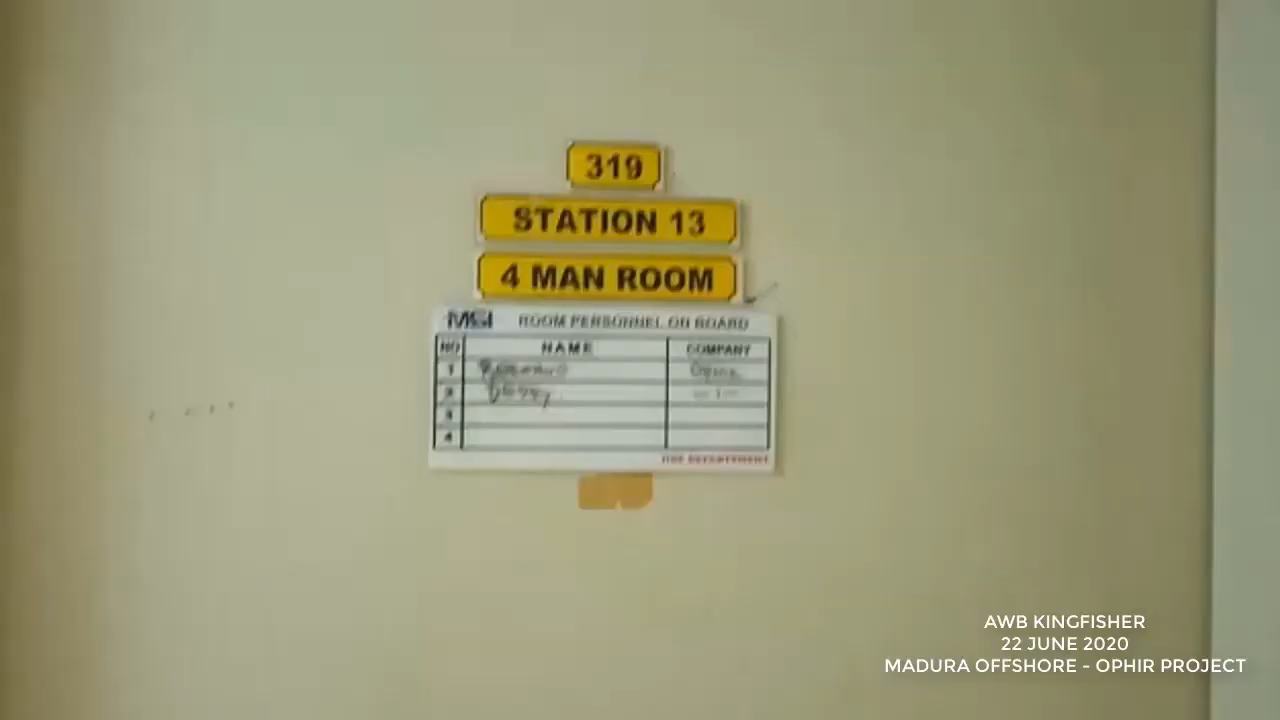 319
STATION 13
4 MAN ROOM
MSI ROOM PERSONNEL ON BOARD
NO NAME COMPANY
1
2
3
4
AWB KINGFISHER
22 JUNE 2020
MADURA OFFSHORE - OPHIR PROJECT